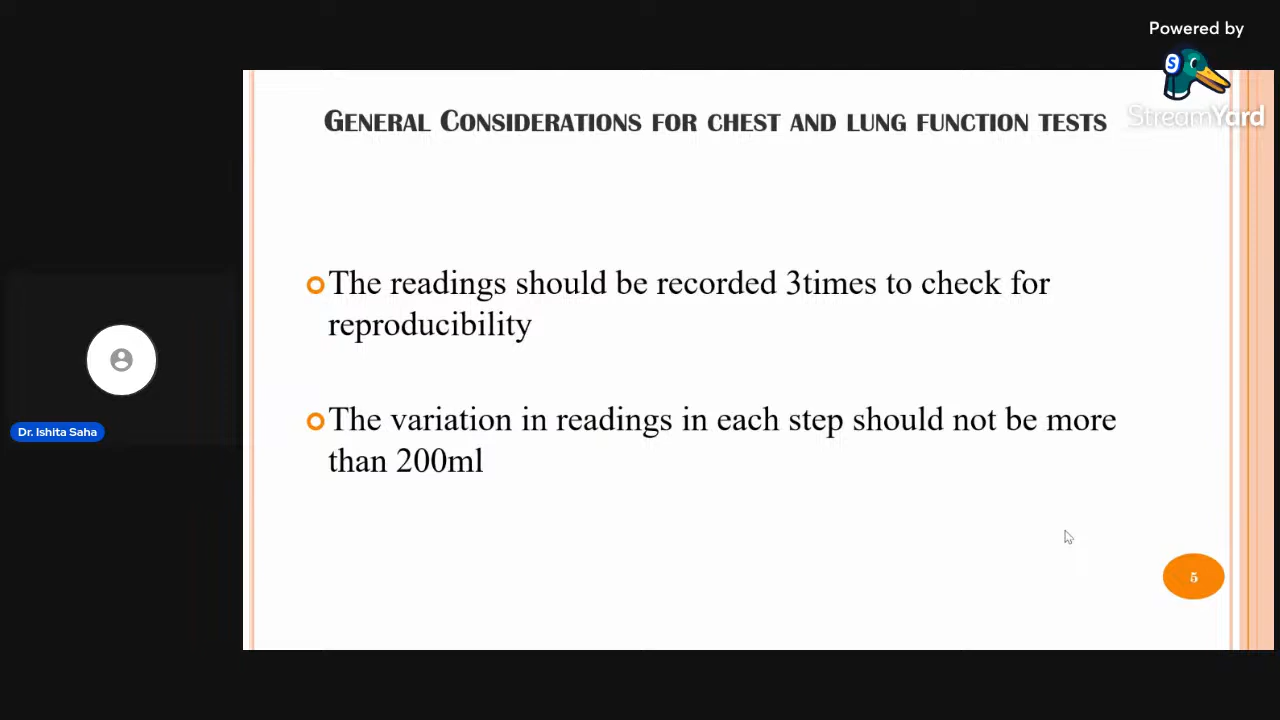 Powered by
StreamYard
GENERAL CONSIDERATIONS FOR CHEST AND LUNG FUNCTION TESTS
The readings should be recorded 3times to check for
reproducibility
The variation in readings in each step should not be more
than 200ml
Dr. Ishita Saha
5